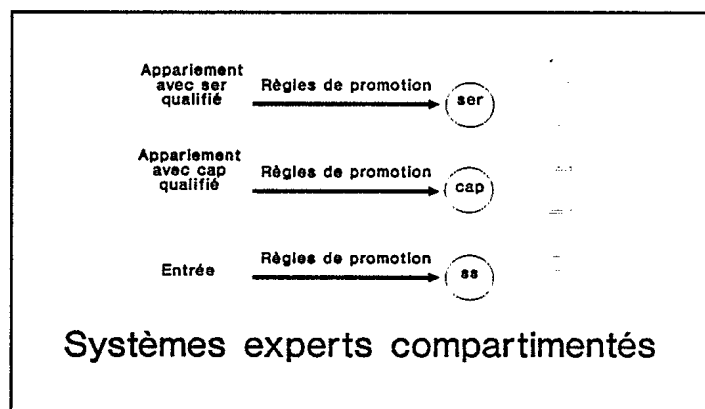 Appariement
avec ser
qualifié
Règles de promotion
ser
Appariement
avec cap
qualifié
Règles de promotion
cap
Entrée
Règles de promotion
ss
Systèmes experts compartimentés